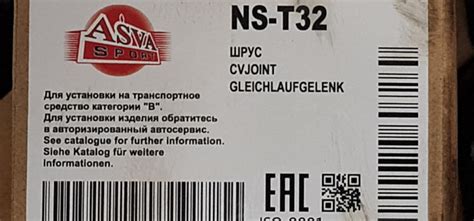 ASVA
SPORT
NS-T32
ШРУС
CVJOINT
GLEICHLAUFGELENK
Для установки на транспортное
средство категории "В".
Для установки изделия обратитесь
в авторизированный автосервис.
See catalogue for further information.
Siehe Katalog für weitere
Informationen.
EAC